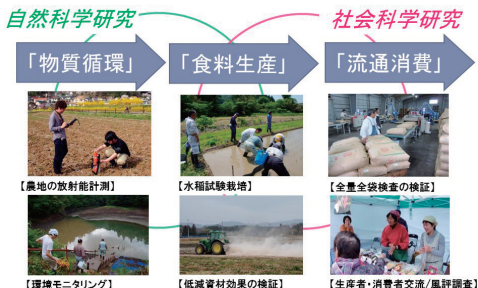 自然科学研究
社会科学研究
「物質循環」
「食料生産」
「流通消費」
【農地の放射能計測】
【水稲試験栽培】
【全量全袋検査の検証】
【環境モニタリング】
【低減資材効果の検証】
【生産者・消費者交流/風評調査】